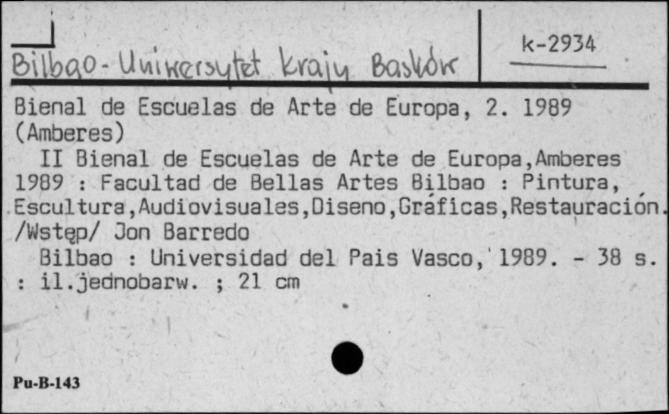 Bilbao - Uniwersytet Kraju Basków
k-2934
Bienal de Escuelas de Arte de Europa, 2. 1989
(Amberes)
II Bienal de Escuelas de Arte de Europa,Amberes
1989 : Facultad de Bellas Artes Bilbao : Pintura,
Escultura,Audiovisuales,Diseno,Gráficas,Restauración.
/Wstęp/ Jon Barredo
Bilbao : Universidad del Pais Vasco, 1989. - 38 s.
: il.jednobarw. ; 21 cm
Pu-B-143